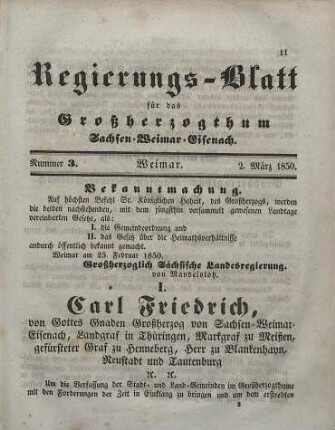 11
Regierungs-Blatt
für das
Großherzogthum
Sachsen-Weimar-Eisenach.
Nummer 3. Weimar. 2. März 1850.
Bekanntmachung.
Auf höchsten Befehl Sr. Königlichen Hoheit, des Großherzogs, werden
die beiden nachstehenden, mit dem jüngsthin versammelt gewesenen Landtage
vereinbarten Gesetze, als:
I. die Gemeindeordnung und
II. das Gesetz über die Heimathsverhältnisse
andurch öffentlich bekannt gemacht.
Weimar am 25. Februar 1850.
Großherzoglich Sächsische Landesregierung.
von Mandelsloh.
I.
Carl Friedrich,
von Gottes Gnaden Großherzog von Sachsen-Weimar-
Eisenach, Landgraf in Thüringen, Markgraf zu Meißen,
gefürsteter Graf zu Henneberg, Herr zu Blankenhayn,
Neustadt und Tautenburg
ꝛc. ꝛc.
Um die Verfassung der Stadt- und Land-Gemeinden im Großherzogthume
mit den Forderungen der Zeit in Einklang zu bringen und um den erstrebten
3